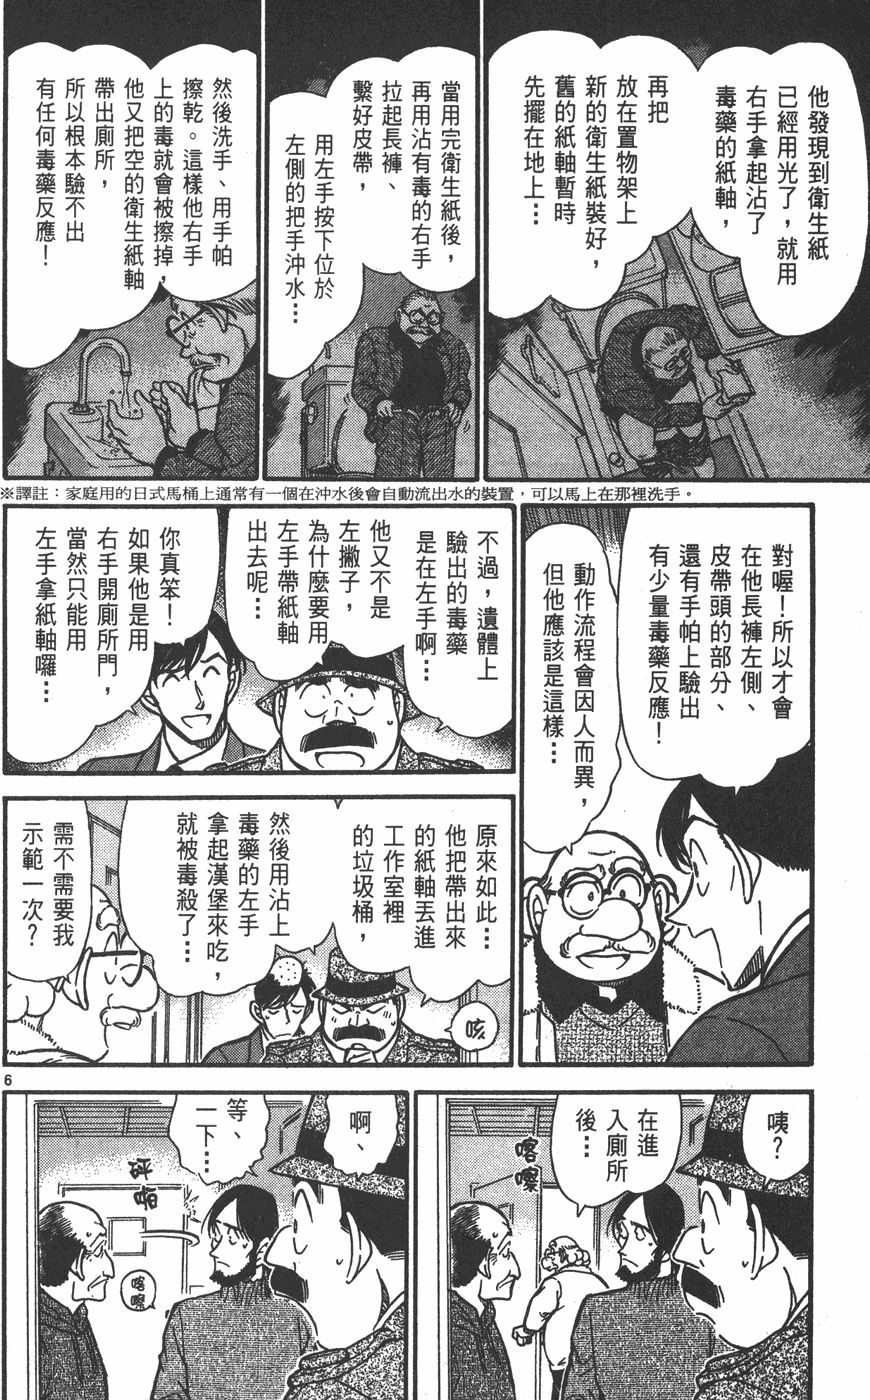 他發現到衛生紙
已經用光了，就用
右手拿起沾了
毒藥的紙軸，
再把
放在置物架上
新的衛生紙裝好，
舊的紙軸暫時
先擺在地上…
當用完衛生紙後，
再用沾有毒的右手
拉起長褲、
繫好皮帶，
用左手按下位於
左側的把手沖水…
然後洗手、用手帕
擦乾。這樣他右手
上的毒就會被擦掉，
他又把空的衛生紙軸
帶出廁所，
所以根本驗不出
有任何毒藥反應！
※譯註：家庭用的日式馬桶上通常有一個在沖水後會自動流出水的裝置，可以馬上在那裡洗手。
對喔！所以才會
在他長褲左側、
皮帶頭的部分、
還有手帕上驗出
有少量毒藥反應！
動作流程會因人而異，
但他應該是這樣…
不過，遺體上
驗出的毒藥
是在左手啊…
他又不是
左撇子，
為什麼要用
左手帶紙軸
出去呢…
你真笨！
如果他是用
右手開廁所門，
當然只能用
左手拿紙軸囉…
原來如此…
他把帶出來
的紙軸丟進
工作室裡
的垃圾桶，
然後用沾上
毒藥的左手
拿起漢堡來吃，
就被毒殺了…
咳
需不需要我
示範一次？
6
咦？
在進
入廁所
後…
喀嚓
啊、
等、
一下…
砰嗒
喀嚓